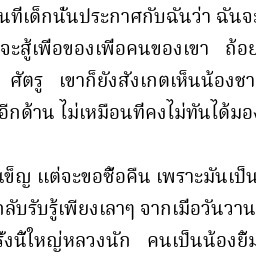 นที่เด็กนั้นประกาศกับฉันว่า ฉันจะ
จะสู้เพื่อของเพื่อคนของเขา ถ้อย
ศัตรู เขาก็ยังสังเกตเห็นน้องชา
อีกด้าน ไม่เหมือนที่คงไม่ทันได้มอง
ข็ญ แต่จะขอซื้อคืน เพราะมันเป็น
กลับรับรู้เพียงเลาๆ จากเมื่อวันวาน
รั้งนี้ใหญ่หลวงนัก คนเป็นน้องยิ้ม